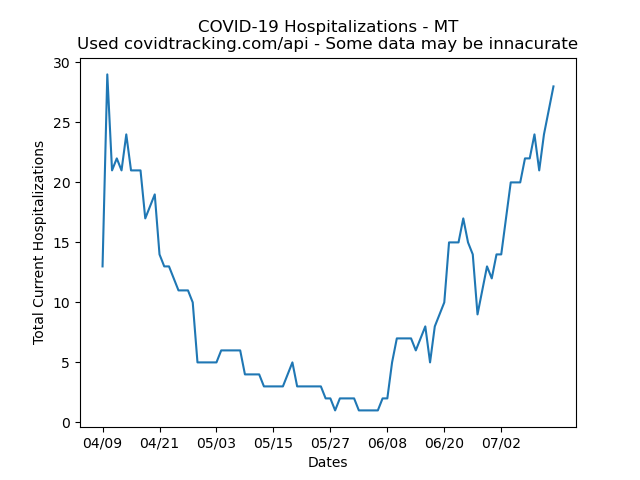 COVID-19 Hospitalizations - MT
Used covidtracking.com/api - Some data may be innacurate
30
25
20
15
10
5
0
Total Current Hospitalizations
04/09 04/21 05/03 05/15 05/27 06/08 06/20 07/02
Dates